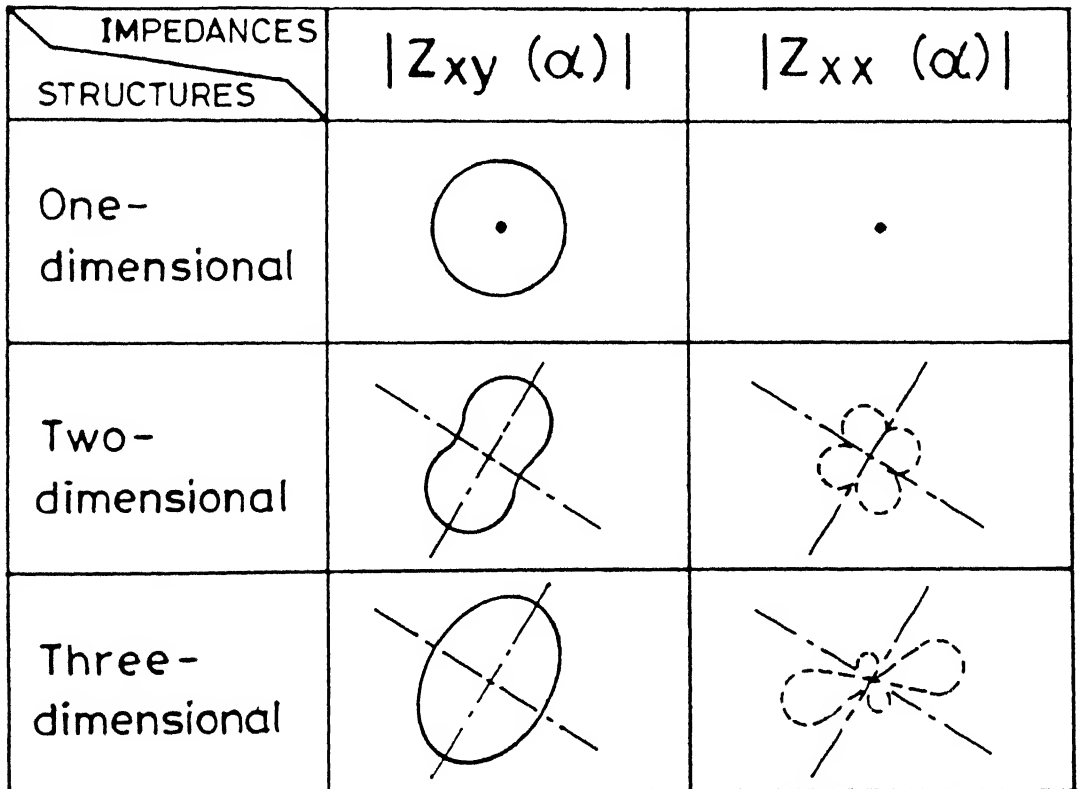 IMPEDANCES
STRUCTURES
|Zxy (α)|
|Zxx (α)|
One-
dimensional
Two-
dimensional
Three-
dimensional